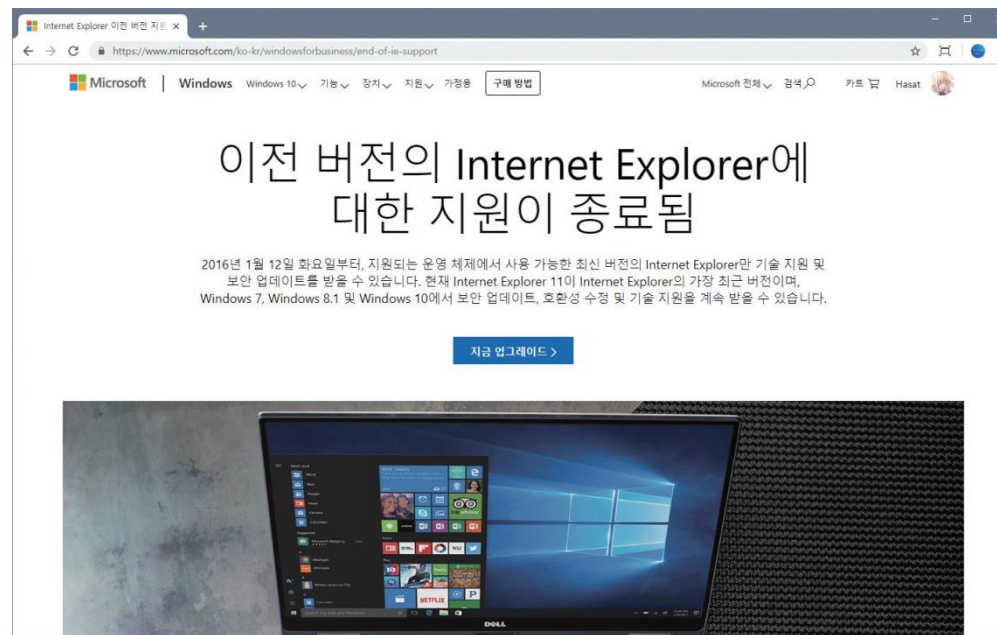 Internet Explorer 이전 버전 지원
https://www.microsoft.com/ko-kr/windowsforbusiness/end-of-ie-support
Microsoft Windows Windows 10 기능 장치 지원 가정용 구매 방법 Microsoft 전체 검색 카트 Hasat
이전 버전의 Internet Explorer에
대한 지원이 종료됨
2016년 1월 12일 화요일부터, 지원되는 운영 체제에서 사용 가능한 최신 버전의 Internet Explorer만 기술 지원 및
보안 업데이트를 받을 수 있습니다. 현재 Internet Explorer 11이 Internet Explorer의 가장 최근 버전이며,
Windows 7, Windows 8.1 및 Windows 10에서 보안 업데이트, 호환성 수정 및 기술 지원을 계속 받을 수 있습니다.
지금 업그레이드 >
NETFLIX
DELL